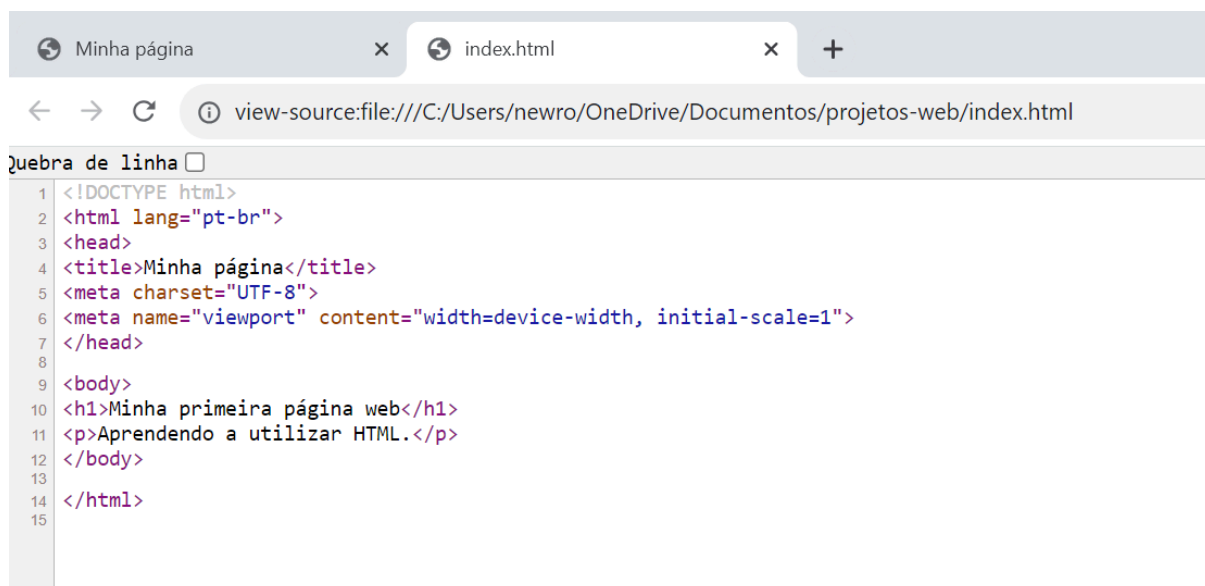 Minha página
index.html
view-source:file:///C:/Users/newro/OneDrive/Documentos/projetos-web/index.html
Quebra de linha
1 <!DOCTYPE html>
2 <html lang="pt-br">
3 <head>
4 <title>Minha página</title>
5 <meta charset="UTF-8">
6 <meta name="viewport" content="width=device-width, initial-scale=1">
7 </head>
8
9 <body>
10 <h1>Minha primeira página web</h1>
11 <p>Aprendendo a utilizar HTML.</p>
12 </body>
13
14 </html>
15